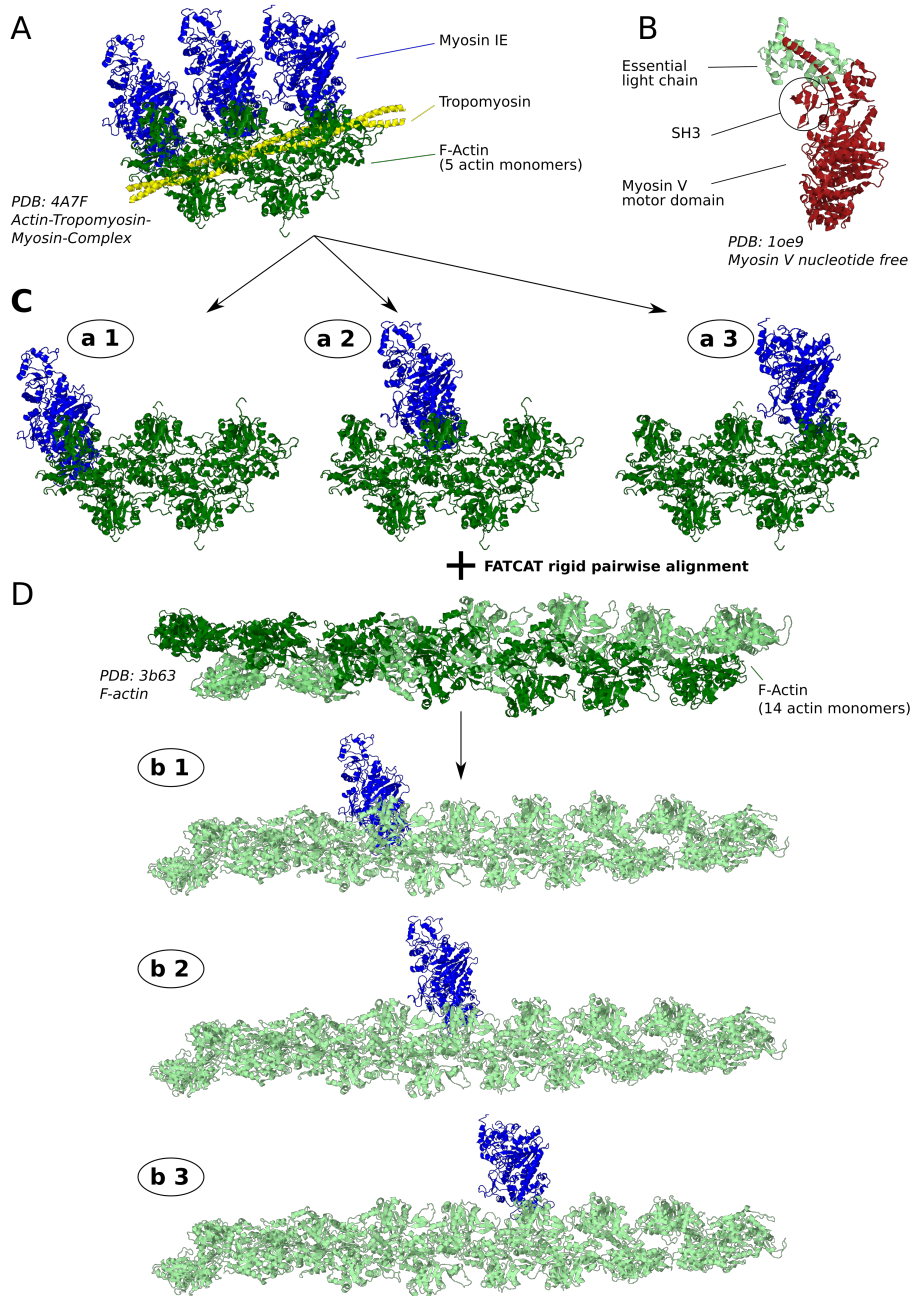 A
Myosin IE
Tropomyosin
F-Actin
(5 actin monomers)
PDB: 4A7F
Actin-Tropomyosin-
Myosin-Complex
B
Essential
light chain
SH3
Myosin V
motor domain
PDB: 1oe9
Myosin V nucleotide free
C
a 1
a 2
a 3
+ FATCAT rigid pairwise alignment
D
PDB: 3b63
F-actin
F-Actin
(14 actin monomers)
b 1
b 2
b 3